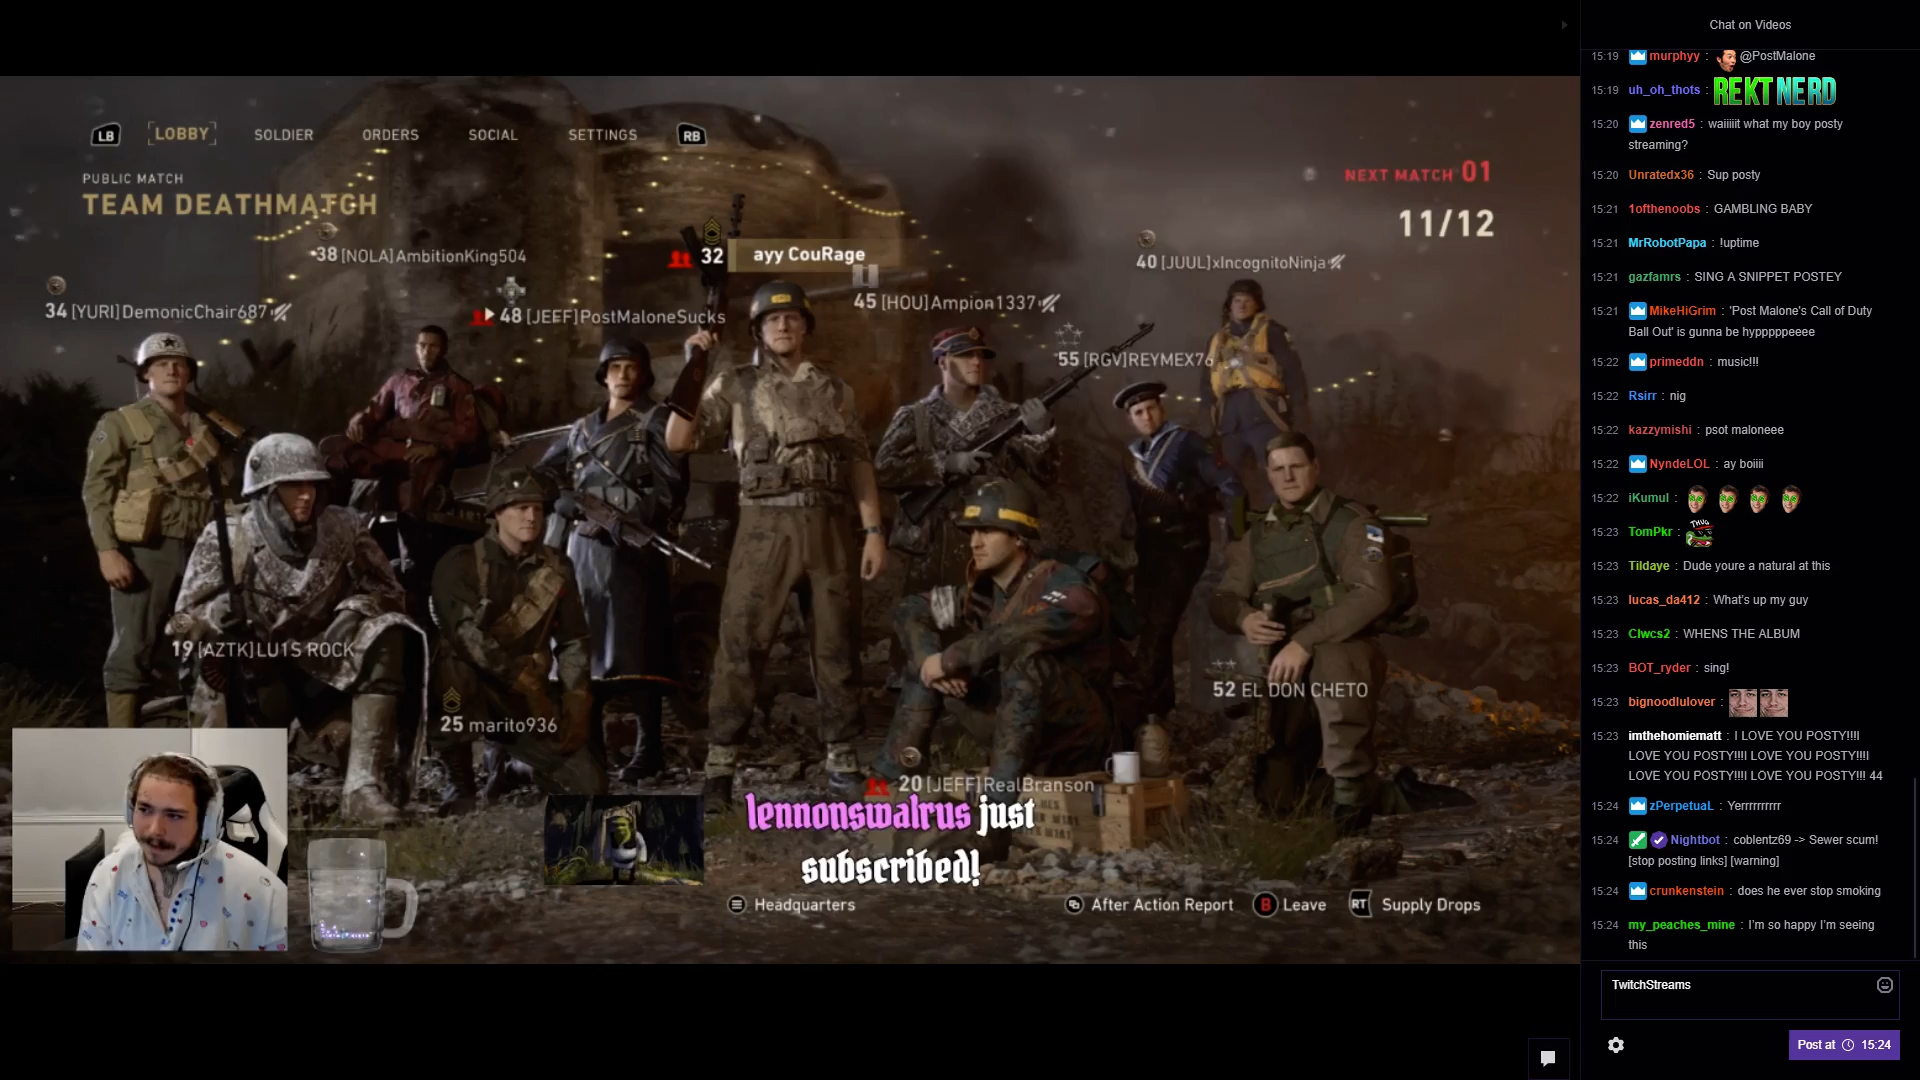 LB
LOBBY
SOLDIER
ORDERS
SOCIAL
SETTINGS
RB
PUBLIC MATCH
TEAM DEATHMATCH
NEXT MATCH 01
11/12
38 [NOLA]AmbitionKing504
32 ayy CouRage
40 [JUUL]xIncognitoNinja
34 [YURI]DemonicChair687
48 [JEFF]PostMaloneSucks
45 [HOU]Ampion1337
55 [RGV]REYMEX76
19 [AZTK]LU1S ROCK
52 EL DON CHETO
25 marito936
20 [JEFF]RealBranson
lennonswalrus just
subscribed!
Headquarters
After Action Report
B Leave
RT Supply Drops
Chat on Videos
15:19 murphyy : @PostMalone
15:19 uh_oh_thots : REKT NERD
15:20 zenred5 : waiiiiit what my boy posty
streaming?
15:20 Unratedx36 : Sup posty
15:21 1ofthenoobs : GAMBLING BABY
15:21 MrRobotPapa : !uptime
15:21 gazfamrs : SING A SNIPPET POSTEY
15:21 MikeHiGrim : 'Post Malone's Call of Duty
Ball Out' is gunna be hypppppeeee
15:22 primeddn : music!!!
15:22 Rsirr : nig
15:22 kazzymishi : psot maloneee
15:22 NyndeLOL : ay boiiii
15:22 iKumul :
15:23 TomPkr : THUG
15:23 Tildaye : Dude youre a natural at this
15:23 lucas_da412 : What's up my guy
15:23 Clwcs2 : WHENS THE ALBUM
15:23 BOT_ryder : sing!
15:23 bignoodlulover :
15:23 imthehomiematt : I LOVE YOU POSTY!!!!I
LOVE YOU POSTY!!!!I LOVE YOU POSTY!!!!I
LOVE YOU POSTY!!!!I LOVE YOU POSTY!!! 44
15:24 zPerpetuaL : Yerrrrrrrrrr
15:24 Nightbot : coblentz69 -> Sewer scum!
[stop posting links] [warning]
15:24 crunkenstein : does he ever stop smoking
15:24 my_peaches_mine : I'm so happy I'm seeing
this
TwitchStreams
Post at 15:24